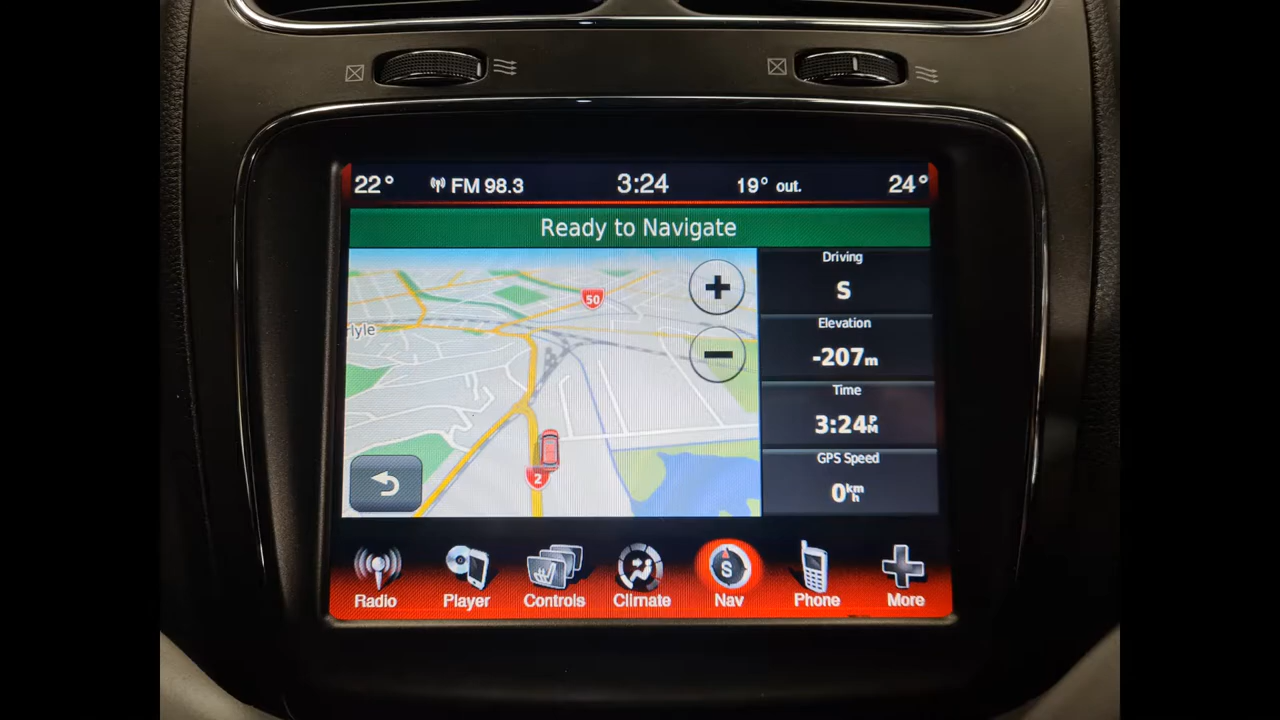 22° FM 98.3 3:24 19° out. 24°
Ready to Navigate
Driving
S
50
Elevation
-207m
lyle
Time
3:24PM
GPS Speed
0km/h
2
S
Radio Player Controls Climate Nav Phone More